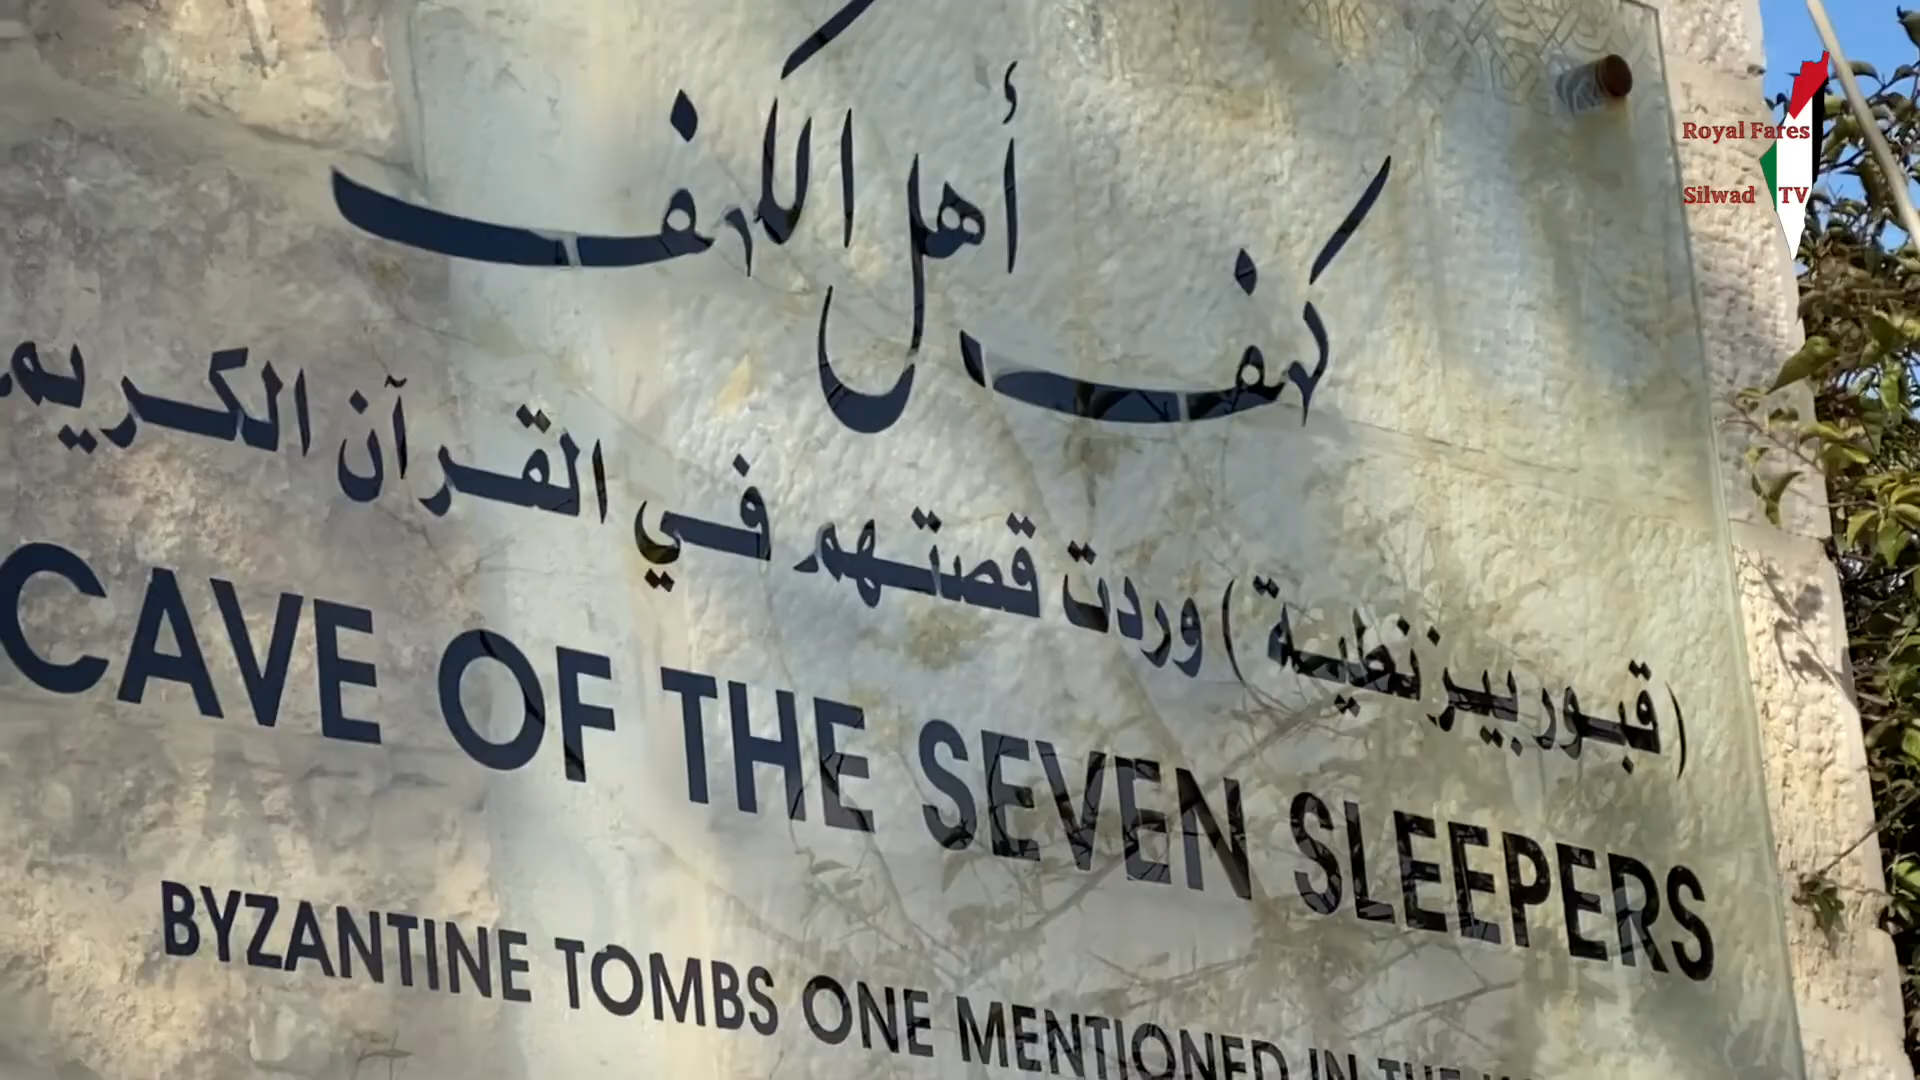 كهف أهل الكهف
(قبور بيزنطية) وردت قصتهم في القرآن الكريم
CAVE OF THE SEVEN SLEEPERS
BYZANTINE TOMBS ONE MENTIONED IN THE
Royal Fares
Silwad TV